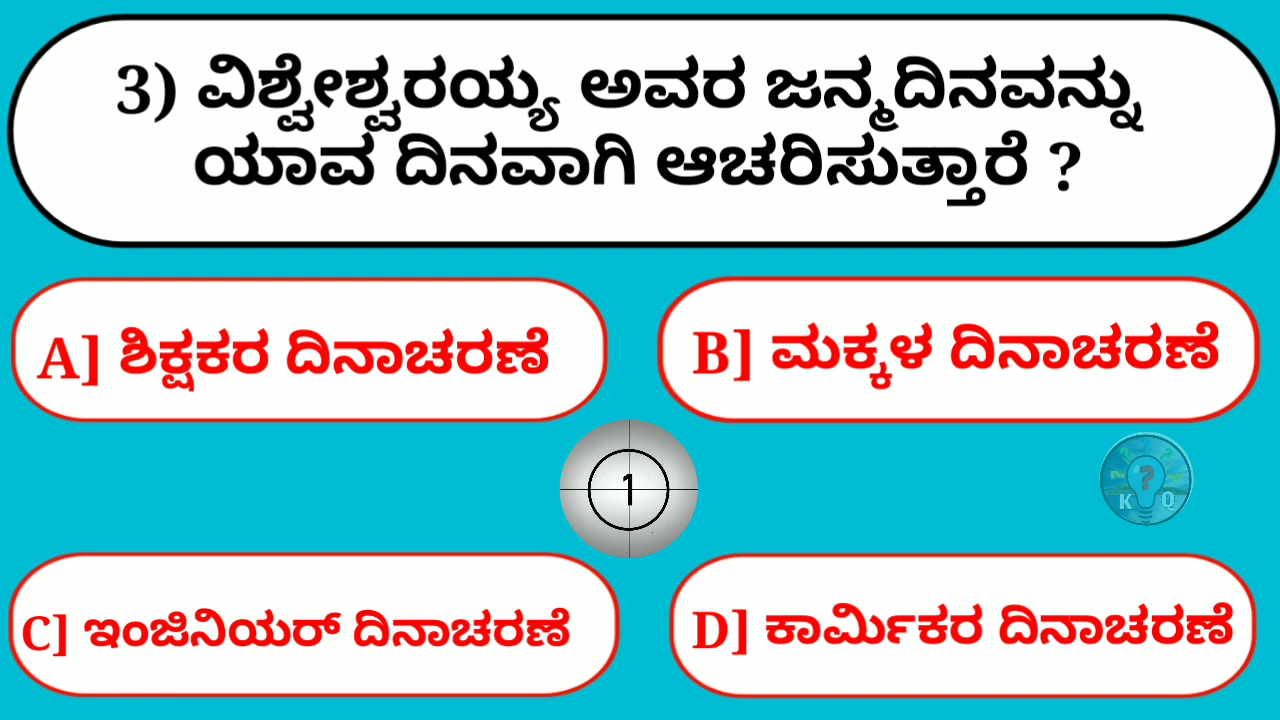 3) ವಿಶ್ವೇಶ್ವರಯ್ಯ ಅವರ ಜನ್ಮದಿನವನ್ನು
ಯಾವ ದಿನವಾಗಿ ಆಚರಿಸುತ್ತಾರೆ ?
A] ಶಿಕ್ಷಕರ ದಿನಾಚರಣೆ
B] ಮಕ್ಕಳ ದಿನಾಚರಣೆ
1
? ? ? ?
?
K Q
C] ಇಂಜಿನಿಯರ್ ದಿನಾಚರಣೆ
D] ಕಾರ್ಮಿಕರ ದಿನಾಚರಣೆ